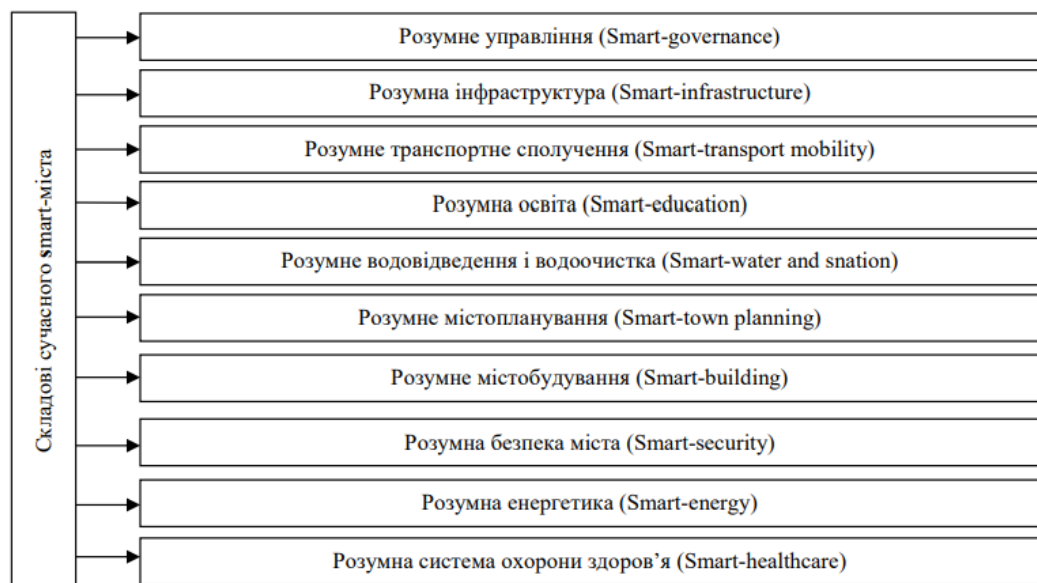 Складові сучасного smart-міста
Розумне управління (Smart-governance)
Розумна інфраструктура (Smart-infrastructure)
Розумне транспортне сполучення (Smart-transport mobility)
Розумна освіта (Smart-education)
Розумне водовідведення і водоочистка (Smart-water and snation)
Розумне містопланування (Smart-town planning)
Розумне містобудування (Smart-building)
Розумна безпека міста (Smart-security)
Розумна енергетика (Smart-energy)
Розумна система охорони здоров’я (Smart-healthcare)